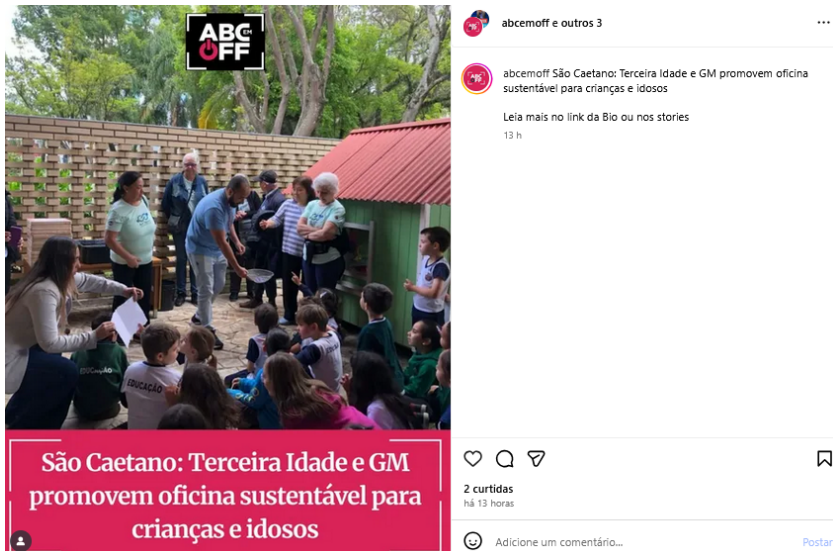 ABC
EM
OFF
EDUCAÇÃO
EDUCAÇÃO
São Caetano: Terceira Idade e GM
promovem oficina sustentável para
crianças e idosos
abcemoff e outros 3
abcemoff São Caetano: Terceira Idade e GM promovem oficina
sustentável para crianças e idosos
Leia mais no link da Bio ou nos stories
13 h
2 curtidas
há 13 horas
Adicione um comentário...
Postar